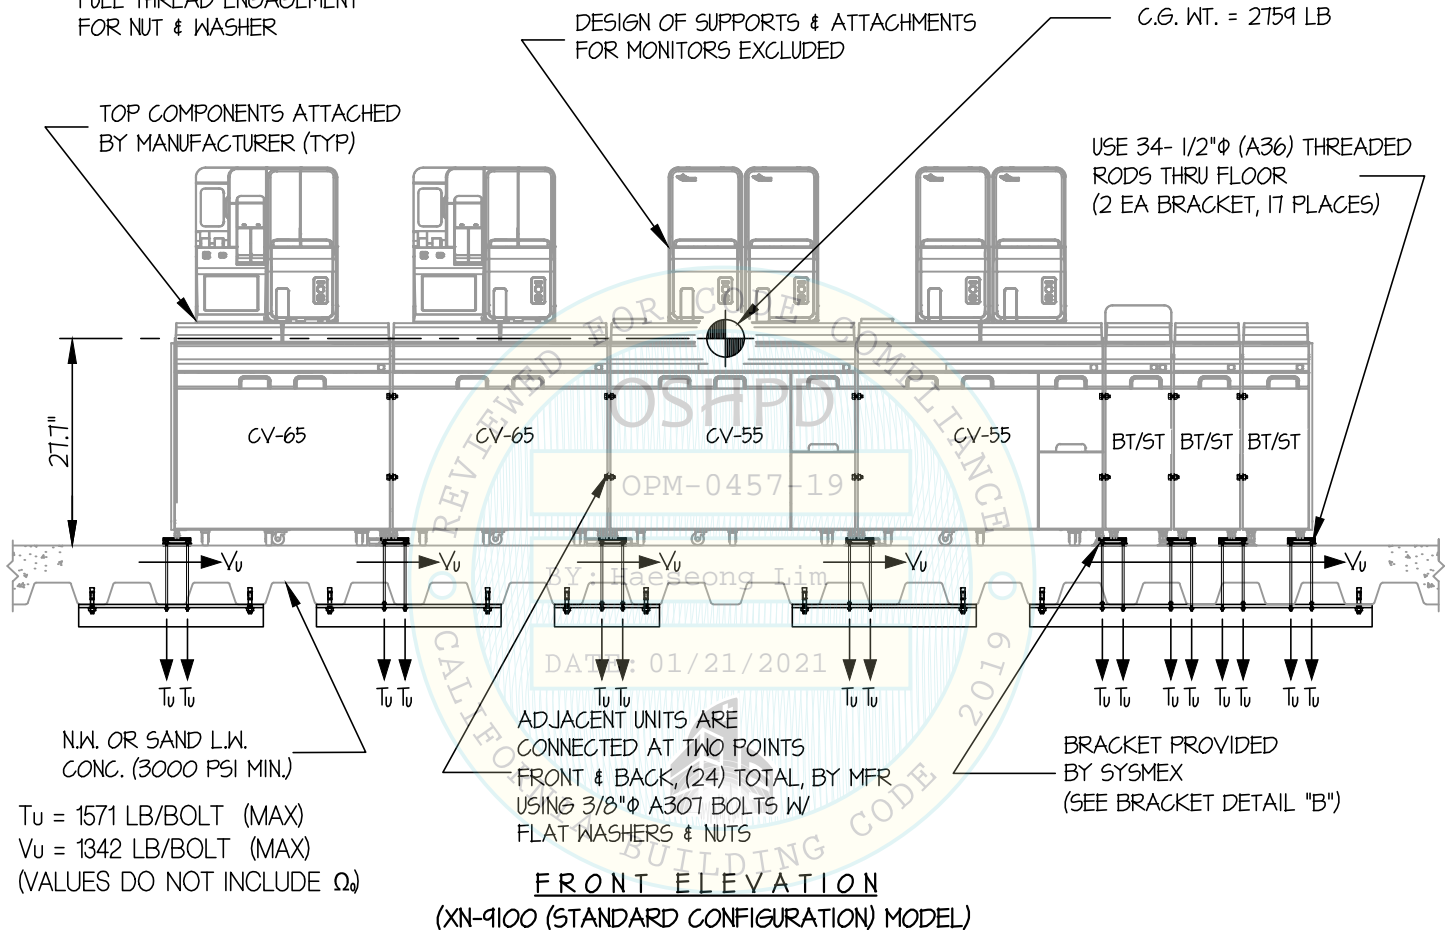 FULL THREAD ENGAGEMENT
FOR NUT & WASHER
DESIGN OF SUPPORTS & ATTACHMENTS
FOR MONITORS EXCLUDED
C.G. WT. = 2759 LB
TOP COMPONENTS ATTACHED
BY MANUFACTURER (TYP)
USE 34- 1/2"Φ (A36) THREADED
RODS THRU FLOOR
(2 EA BRACKET, 17 PLACES)
27.7"
CV-65
CV-65
CV-55
CV-55
BT/ST
BT/ST
BT/ST
REVIEWED FOR CODE COMPLIANCE
OSHPD
OPM-0457-19
BY: Haeseong Lim
DATE: 01/21/2021
CALIFORNIA BUILDING CODE 2019
Vu
Vu
Vu
Vu
Vu
Tu Tu
Tu Tu
Tu Tu
Tu Tu
Tu Tu
Tu Tu
Tu Tu
Tu Tu
N.W. OR SAND L.W.
CONC. (3000 PSI MIN.)
ADJACENT UNITS ARE
CONNECTED AT TWO POINTS
FRONT & BACK, (24) TOTAL, BY MFR
USING 3/8"Φ A307 BOLTS W/
FLAT WASHERS & NUTS
BRACKET PROVIDED
BY SYSMEX
(SEE BRACKET DETAIL "B")
Tu = 1571 LB/BOLT (MAX)
Vu = 1342 LB/BOLT (MAX)
(VALUES DO NOT INCLUDE Ω₀)
FRONT ELEVATION
(XN-9100 (STANDARD CONFIGURATION) MODEL)